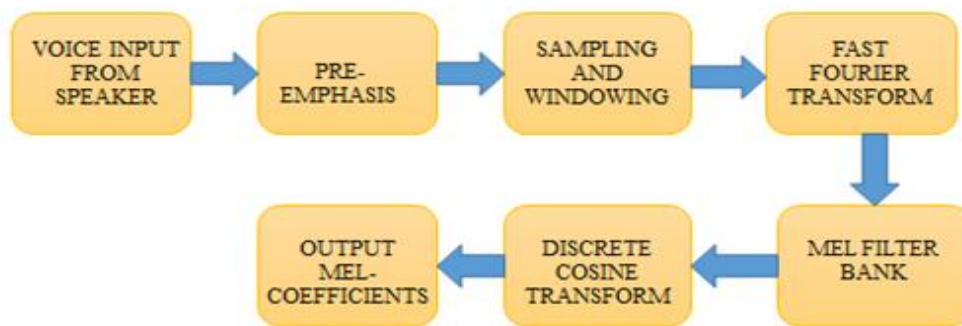 VOICE INPUT
FROM
SPEAKER
PRE-
EMPHASIS
SAMPLING
AND
WINDOWING
FAST
FOURIER
TRANSFORM
MEL FILTER
BANK
DISCRETE
COSINE
TRANSFORM
OUTPUT
MEL-
COEFFICIENTS